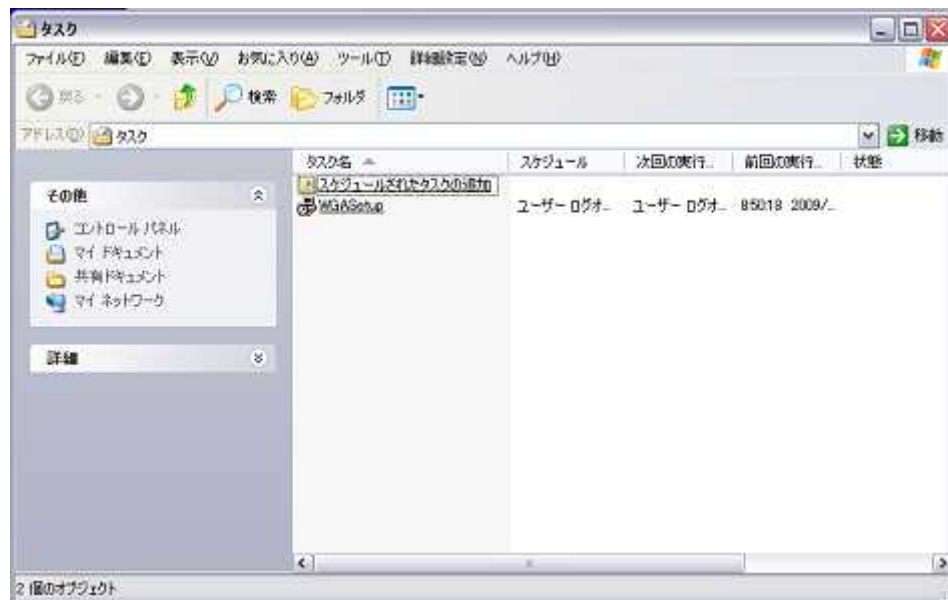 タスク
ファイル(F) 編集(E) 表示(V) お気に入り(A) ツール(T) 詳細設定(N) ヘルプ(H)
戻る 検索 フォルダ
アドレス(D) タスク 移動
タスク名 スケジュール 次回の実行... 前回の実行... 状態
スケジュールされたタスクの追加
WGASetup ユーザー ログオ... ユーザー ログオ... 8:50:18 2009/...
その他
コントロール パネル
マイ ドキュメント
共有ドキュメント
マイ ネットワーク
詳細
2 個のオブジェクト